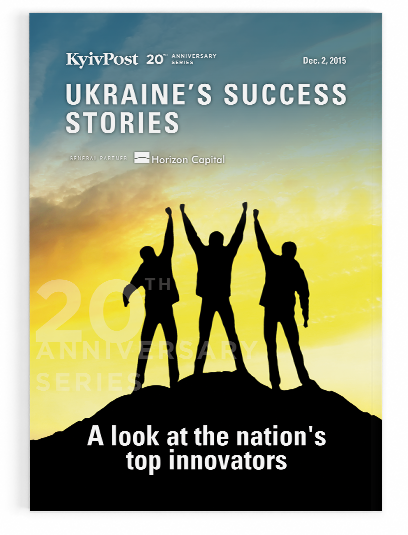 KyivPost 20TH ANNIVERSARY
SERIES
Dec. 2, 2015
UKRAINE'S SUCCESS
STORIES
GENERAL PARTNER Horizon Capital
20TH
ANNIVERSARY
SERIES
A look at the nation's
top innovators